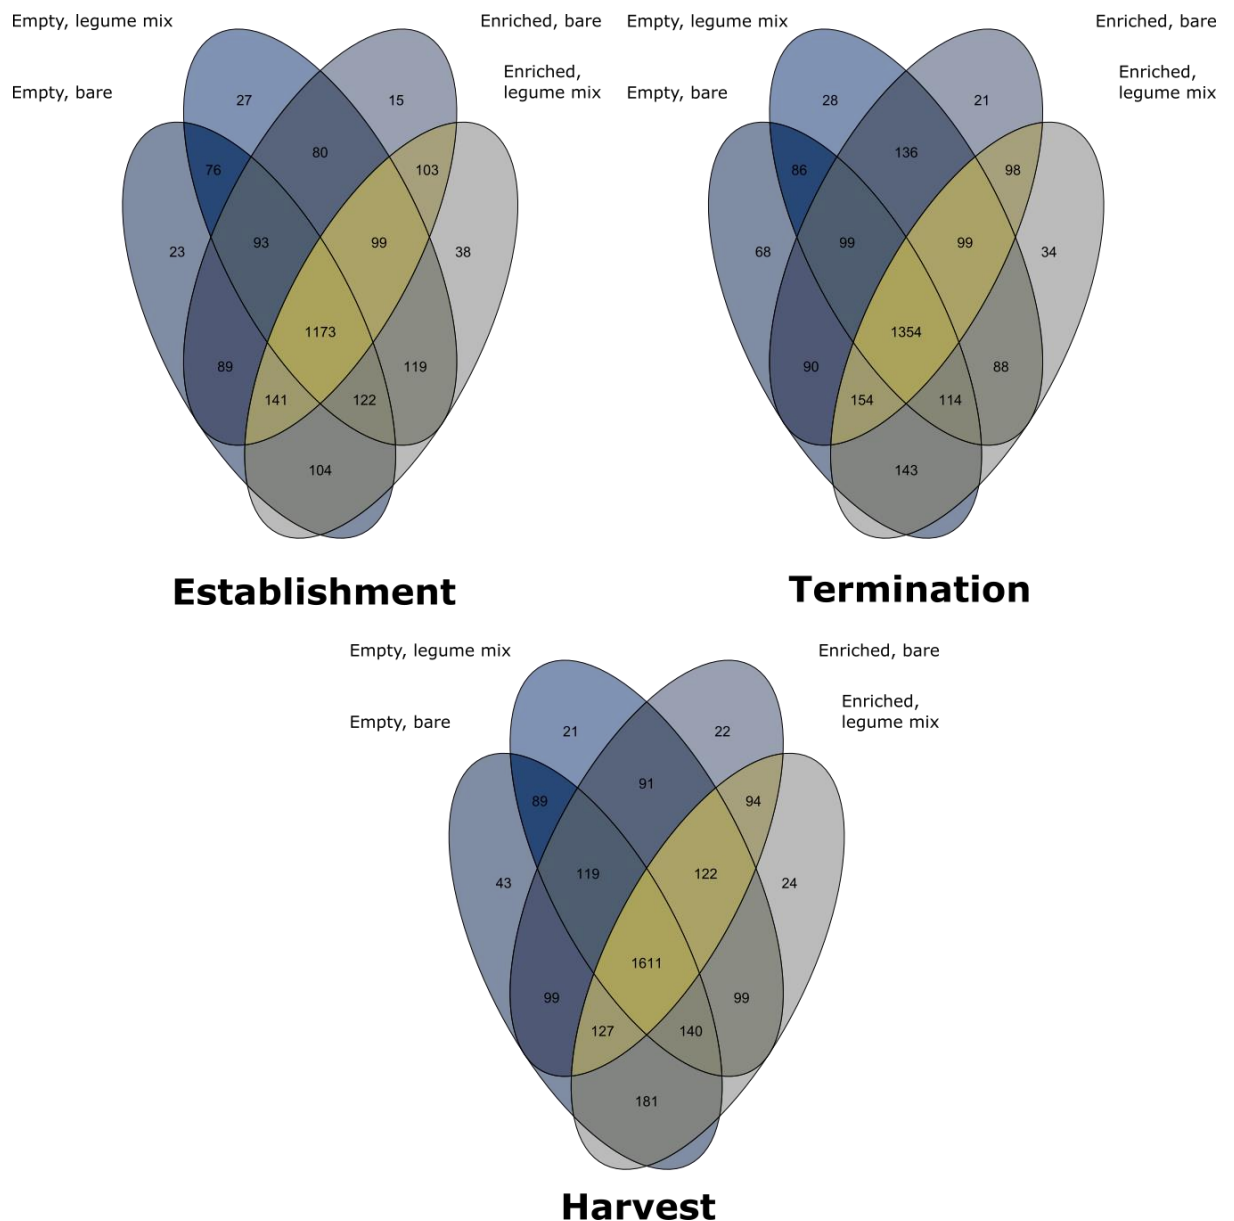 Empty, legume mix
Enriched, bare
Enriched,
legume mix
Empty, bare
27
15
80
76
103
93
99
23
38
1173
89
119
141
122
104
Establishment
Empty, legume mix
Enriched, bare
Enriched,
legume mix
Empty, bare
28
21
136
86
98
99
99
68
34
1354
90
88
154
114
143
Termination
Empty, legume mix
Enriched, bare
Enriched,
legume mix
Empty, bare
21
22
91
89
94
119
122
43
24
1611
99
99
127
140
181
Harvest